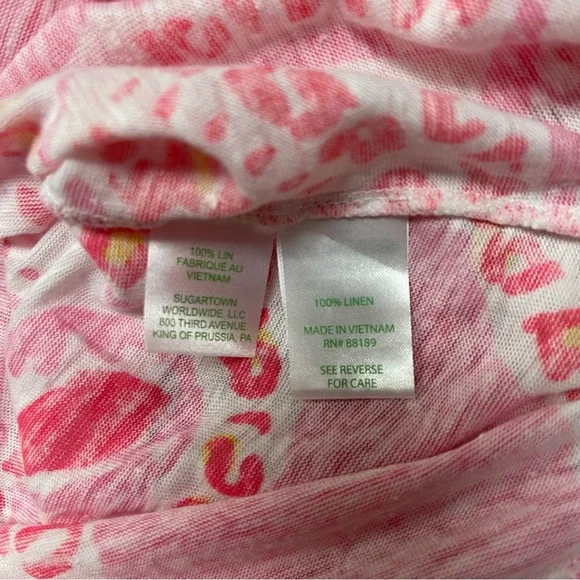 100% LIN
FABRIQUE AU
VIETNAM
SUGARTOWN
WORLDWIDE, LLC
800 THIRD AVENUE
KING OF PRUSSIA, PA
100% LINEN
MADE IN VIETNAM
RN# 88189
SEE REVERSE
FOR CARE